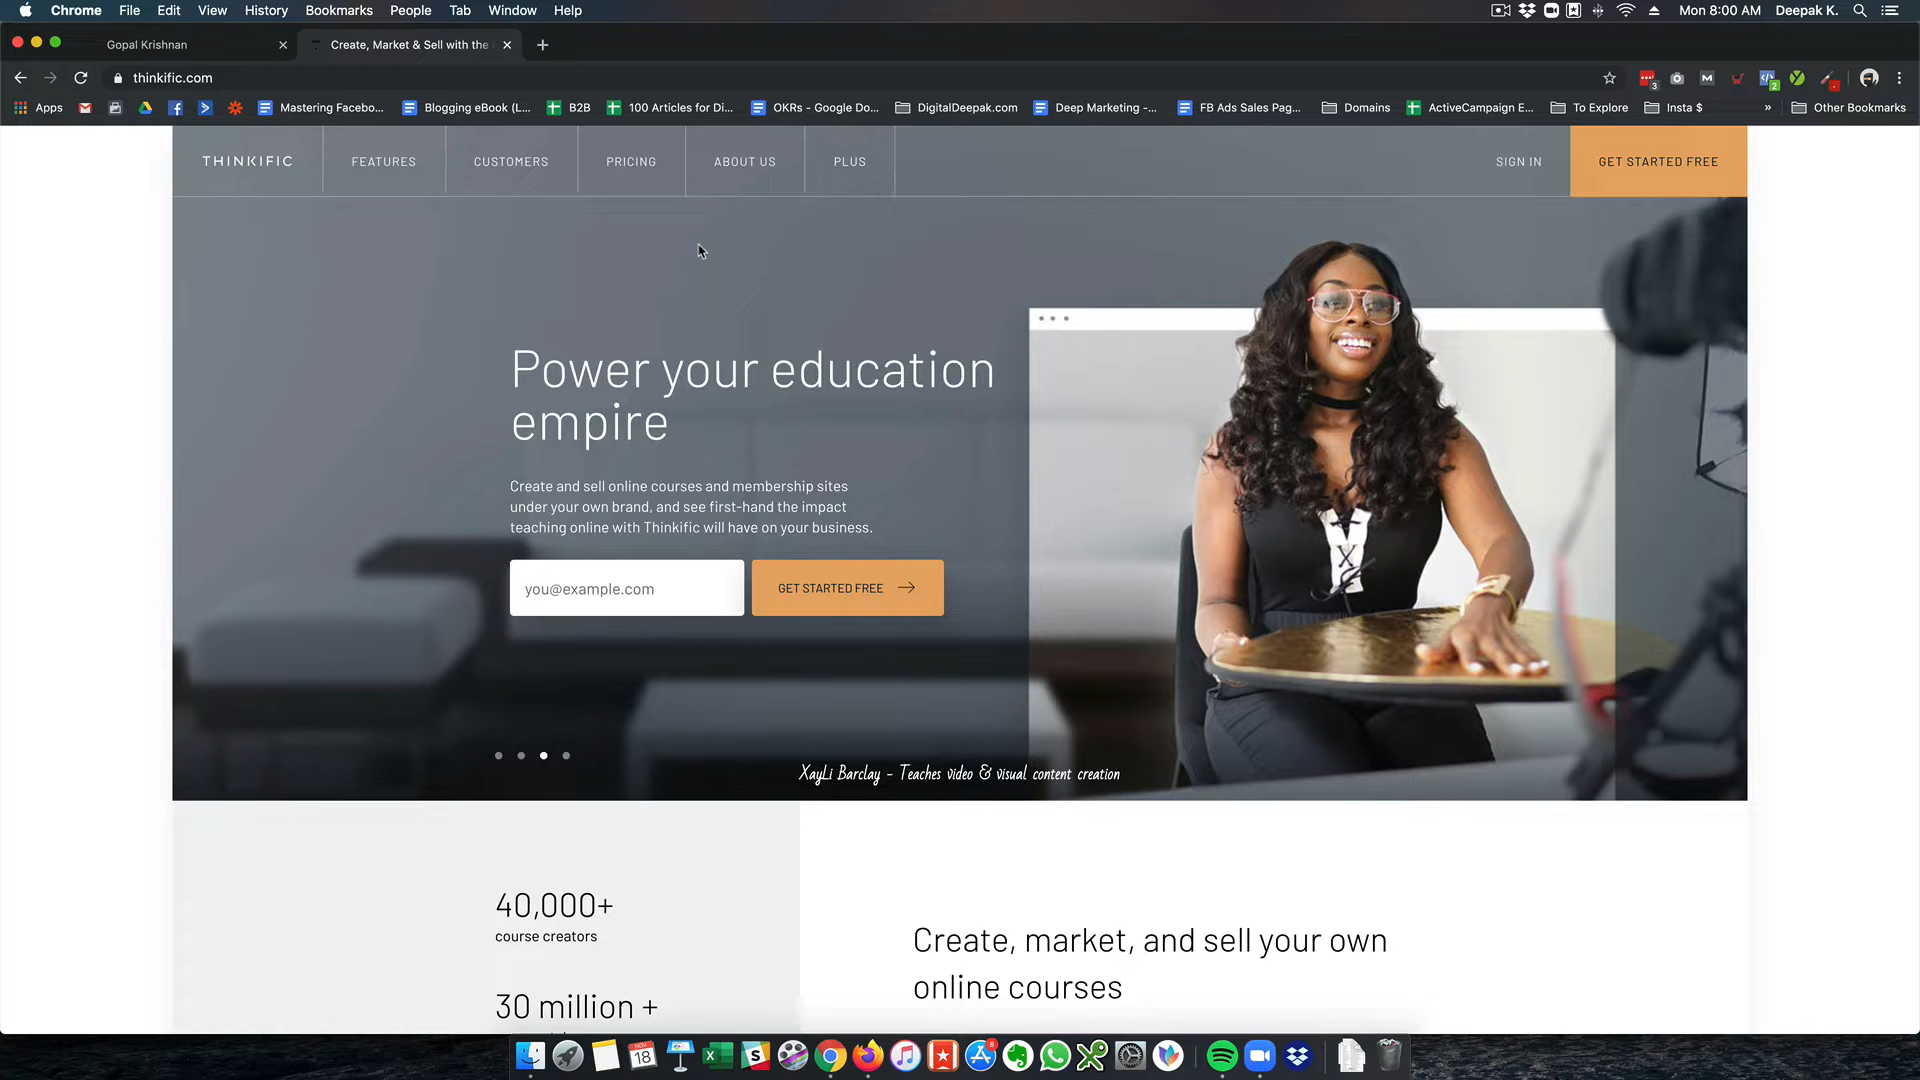 Chrome File Edit View History Bookmarks People Tab Window Help
Mon 8:00 AM Deepak K.
Gopal Krishnan
Create, Market & Sell with the
thinkific.com
3
2
Apps
Mastering Facebo...
Blogging eBook (L...
B2B
100 Articles for Di...
OKRs - Google Do...
DigitalDeepak.com
Deep Marketing -...
FB Ads Sales Pag...
Domains
ActiveCampaign E...
To Explore
Insta $
»
Other Bookmarks
THINKIFIC
FEATURES
CUSTOMERS
PRICING
ABOUT US
PLUS
SIGN IN
GET STARTED FREE
Power your education
empire
Create and sell online courses and membership sites
under your own brand, and see first-hand the impact
teaching online with Thinkific will have on your business.
you@example.com
GET STARTED FREE
XayLi Barclay - Teaches video & visual content creation
40,000+
course creators
30 million +
Create, market, and sell your own
online courses
NOV
18
8